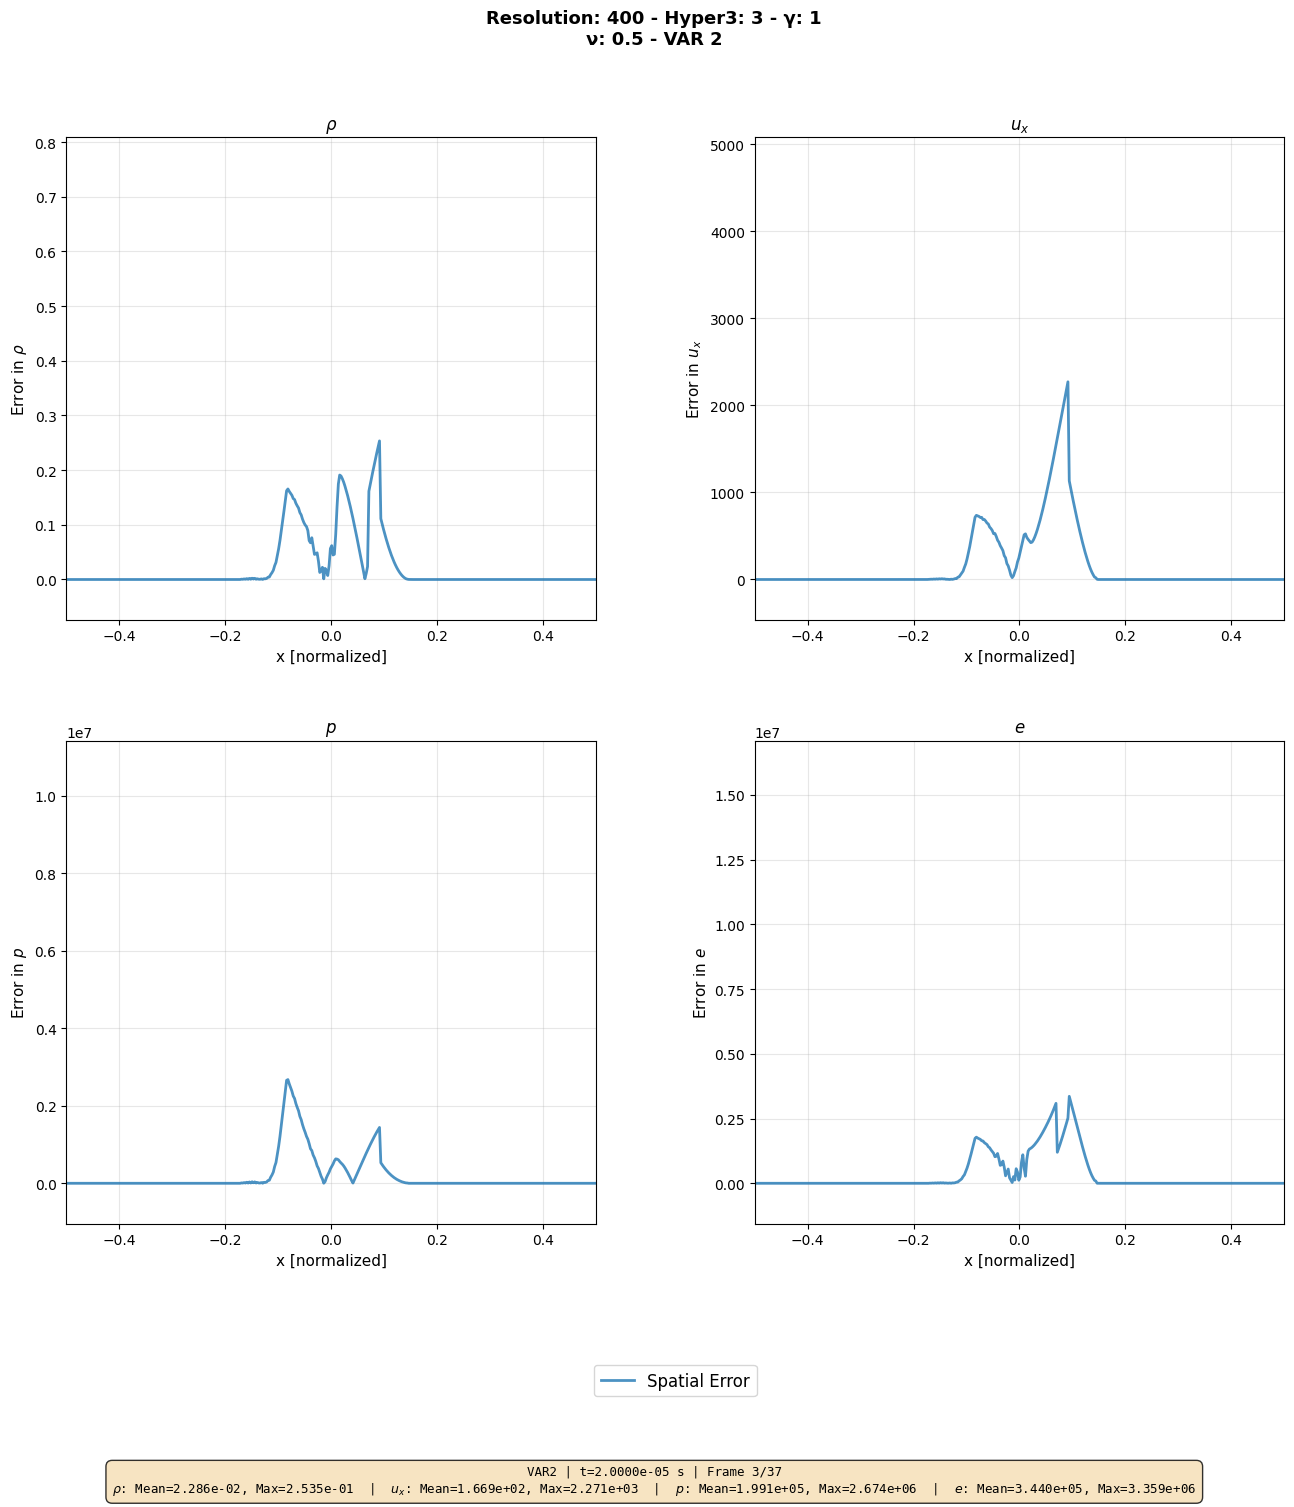 Resolution: 400 - Hyper3: 3 - γ: 1
ν: 0.5 - VAR 2
ρ
0.8
0.7
0.6
0.5
0.4
0.3
0.2
0.1
0.0
Error in ρ
−0.4 −0.2 0.0 0.2 0.4
x [normalized]
uₓ
5000
4000
3000
2000
1000
0
Error in uₓ
−0.4 −0.2 0.0 0.2 0.4
x [normalized]
p
1e7
1.0
0.8
0.6
0.4
0.2
0.0
Error in p
−0.4 −0.2 0.0 0.2 0.4
x [normalized]
e
1e7
1.50
1.25
1.00
0.75
0.50
0.25
0.00
Error in e
−0.4 −0.2 0.0 0.2 0.4
x [normalized]
Spatial Error
VAR2 | t=2.0000e-05 s | Frame 3/37
ρ: Mean=2.286e-02, Max=2.535e-01 | uₓ: Mean=1.669e+02, Max=2.271e+03 | p: Mean=1.991e+05, Max=2.674e+06 | e: Mean=3.440e+05, Max=3.359e+06